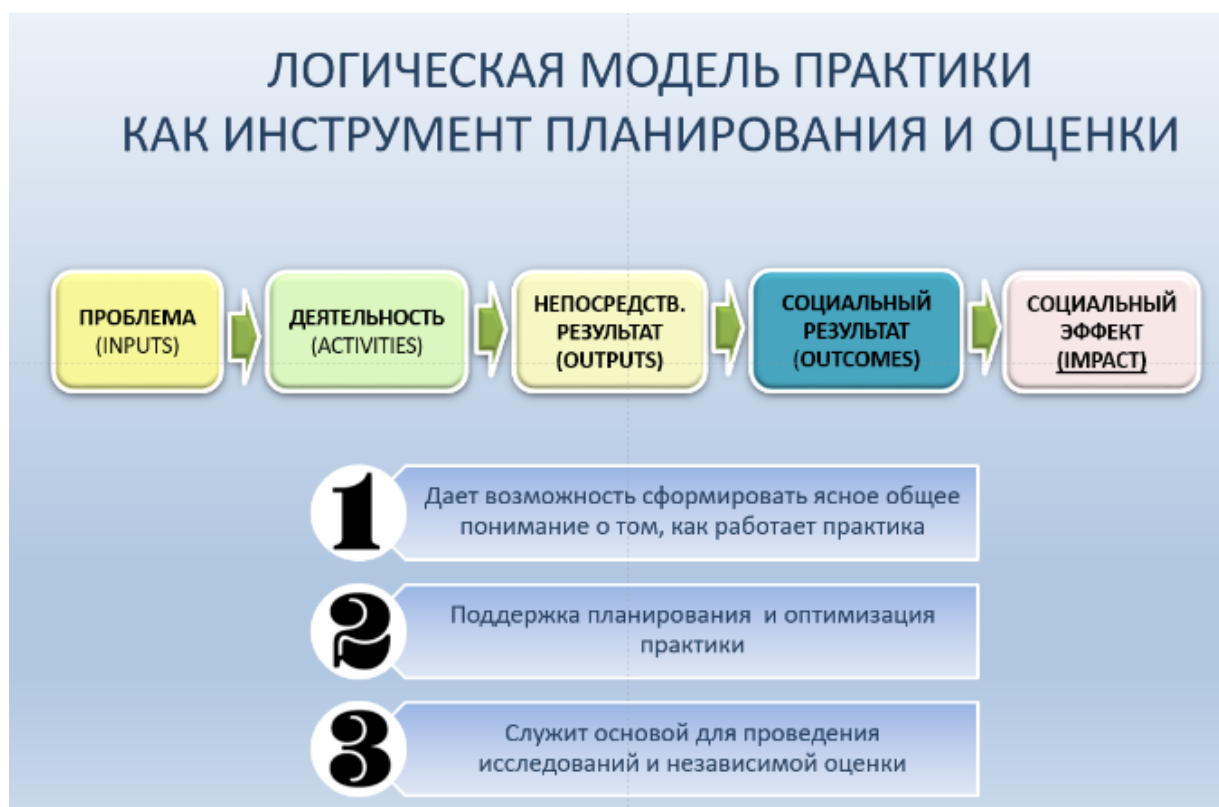 ЛОГИЧЕСКАЯ МОДЕЛЬ ПРАКТИКИ
КАК ИНСТРУМЕНТ ПЛАНИРОВАНИЯ И ОЦЕНКИ
ПРОБЛЕМА
(INPUTS)
ДЕЯТЕЛЬНОСТЬ
(ACTIVITIES)
НЕПОСРЕДСТВ.
РЕЗУЛЬТАТ
(OUTPUTS)
СОЦИАЛЬНЫЙ
РЕЗУЛЬТАТ
(OUTCOMES)
СОЦИАЛЬНЫЙ
ЭФФЕКТ
(IMPACT)
1
Дает возможность сформировать ясное общее
понимание о том, как работает практика
2
Поддержка планирования и оптимизация
практики
3
Служит основой для проведения
исследований и независимой оценки